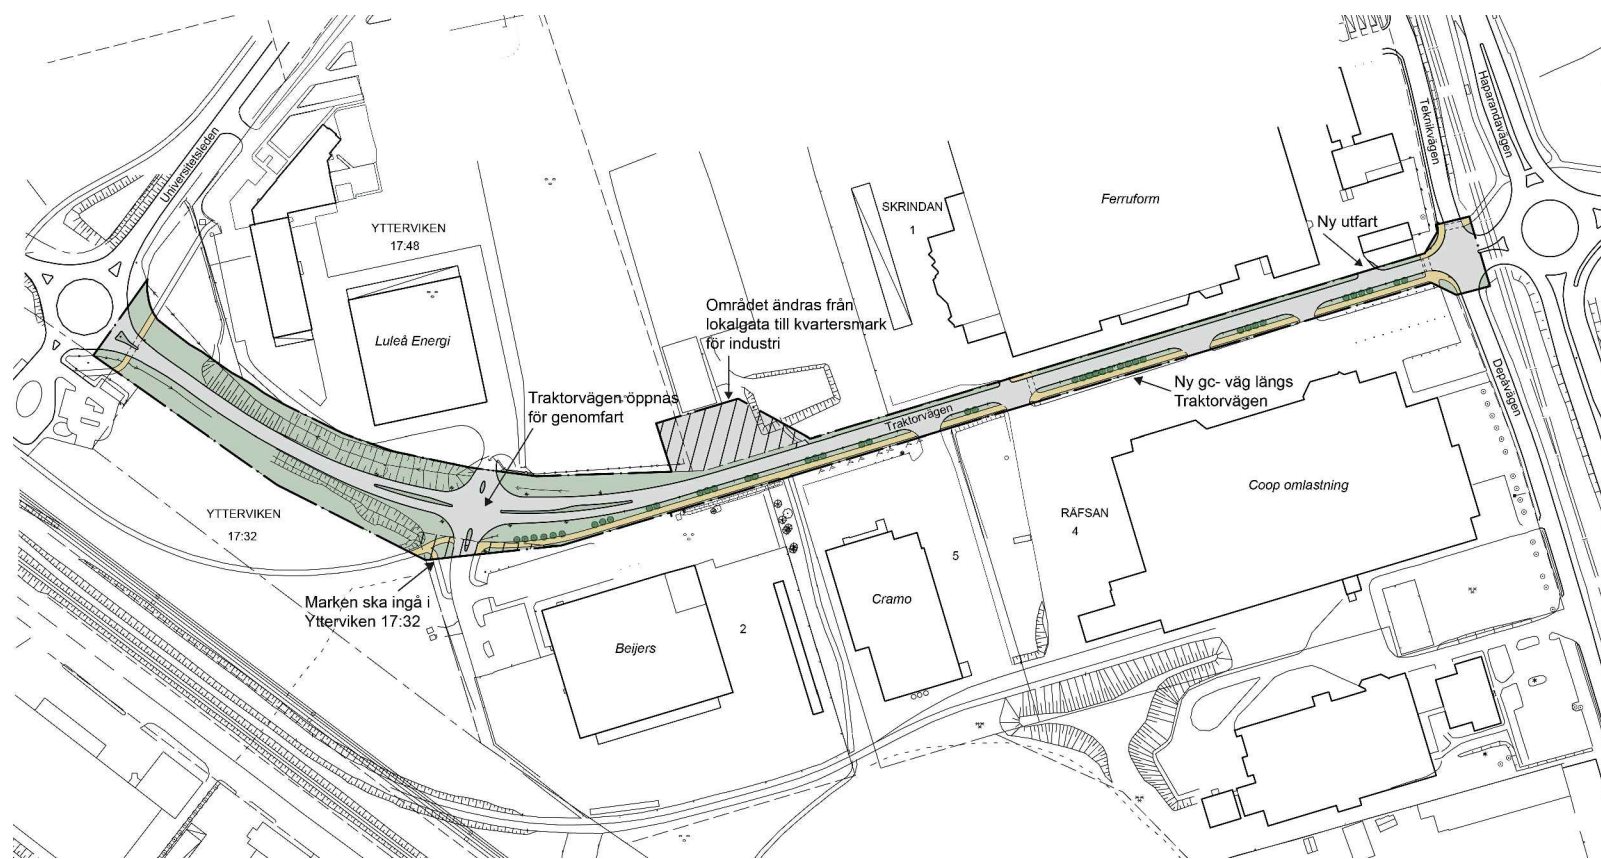 Universitetsleden
YTTERVIKEN
17:48
Luleå Energi
SKRINDAN
1
Ferruform
Teknikvägen
Haparandavägen
Ny utfart
Området ändras från
lokalgata till kvartersmark
för industri
Traktorvägen öppnas
för genomfart
Traktorvägen
Ny gc- väg längs
Traktorvägen
Depåvägen
Coop omlastning
YTTERVIKEN
17:32
RÄFSAN
4
5
Cramo
Marken ska ingå i
Ytterviken 17:32
2
Beijers